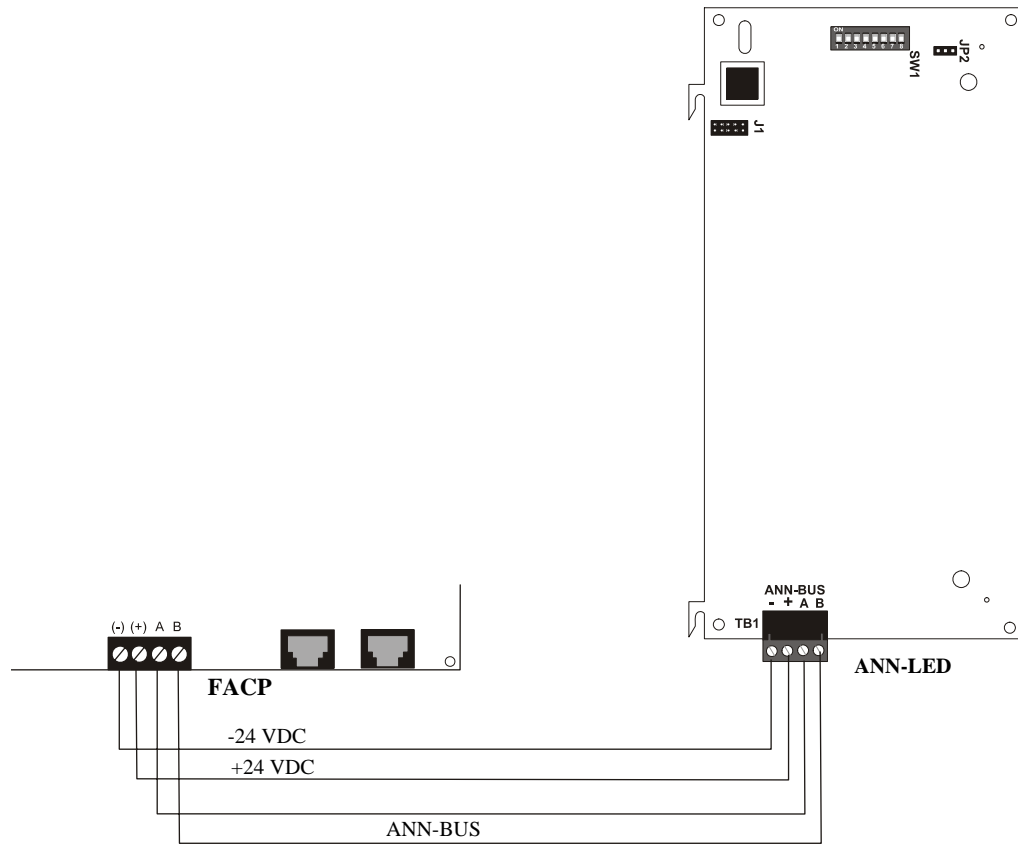 ON
1 2 3 4 5 6 7 8
SW1
JP2
J1
ANN-BUS
- + A B
TB1
ANN-LED
(-) (+) A B
FACP
-24 VDC
+24 VDC
ANN-BUS